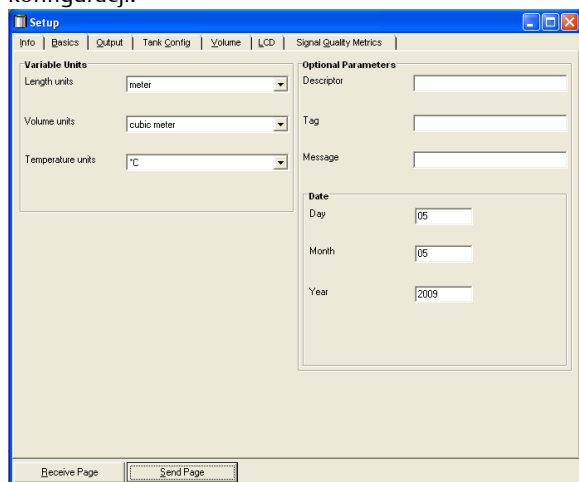 konfiguracji.
Setup
Info Basics Output Tank Config Volume LCD Signal Quality Metrics
Variable Units
Length units meter
Volume units cubic meter
Temperature units °C
Optional Parameters
Descriptor
Tag
Message
Date
Day 05
Month 05
Year 2009
Receive Page Send Page